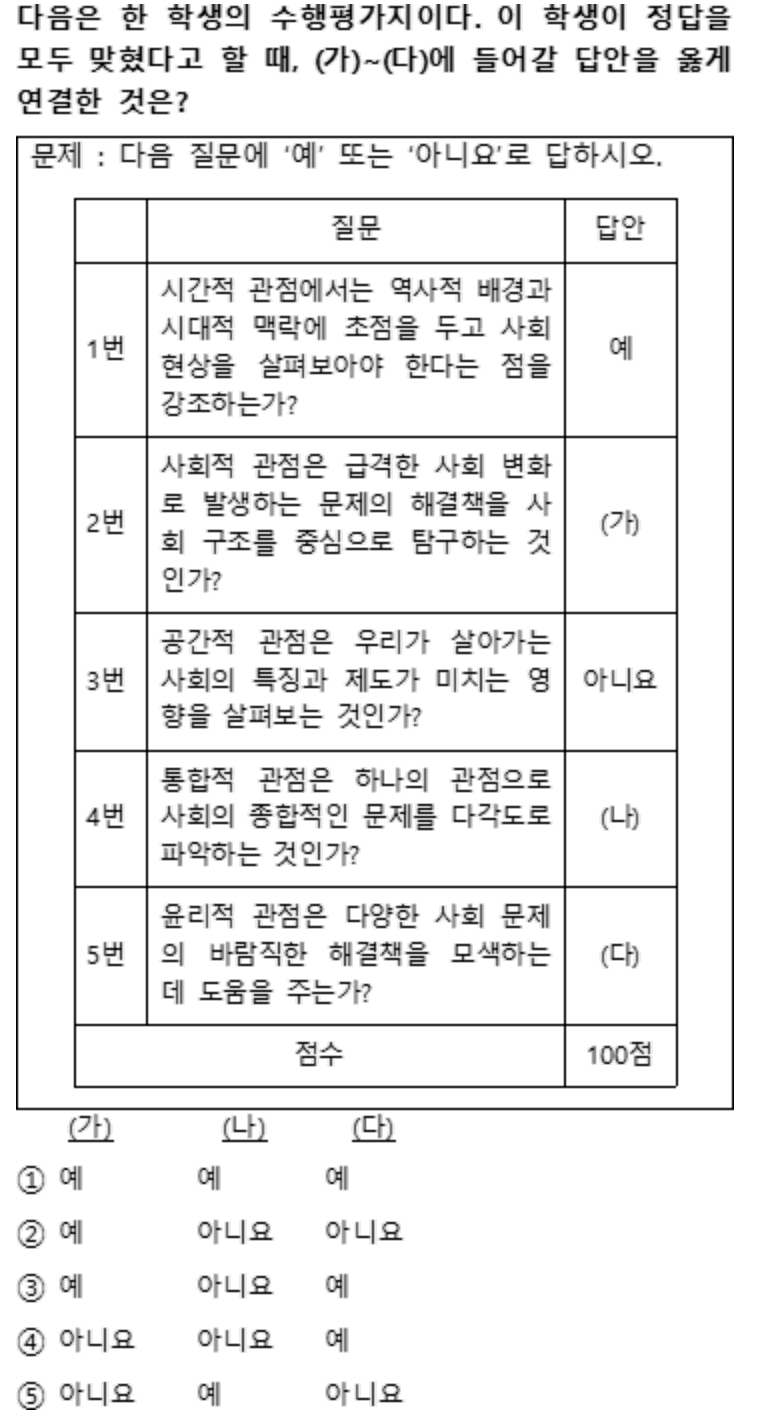 다음은 한 학생의 수행평가지이다. 이 학생이 정답을
모두 맞혔다고 할 때, (가)~(다)에 들어갈 답안을 옳게
연결한 것은?
문제 : 다음 질문에 ‘예’ 또는 ‘아니요’로 답하시오.
질문 답안
1번 시간적 관점에서는 역사적 배경과
시대적 맥락에 초점을 두고 사회
현상을 살펴보아야 한다는 점을
강조하는가?
예
2번 사회적 관점은 급격한 사회 변화
로 발생하는 문제의 해결책을 사
회 구조를 중심으로 탐구하는 것
인가?
(가)
3번 공간적 관점은 우리가 살아가는
사회의 특징과 제도가 미치는 영
향을 살펴보는 것인가?
아니요
4번 통합적 관점은 하나의 관점으로
사회의 종합적인 문제를 다각도로
파악하는 것인가?
(나)
5번 윤리적 관점은 다양한 사회 문제
의 바람직한 해결책을 모색하는
데 도움을 주는가?
(다)
점수 100점
(가) (나) (다)
① 예 예 예
② 예 아니요 아니요
③ 예 아니요 예
④ 아니요 아니요 예
⑤ 아니요 예 아니요